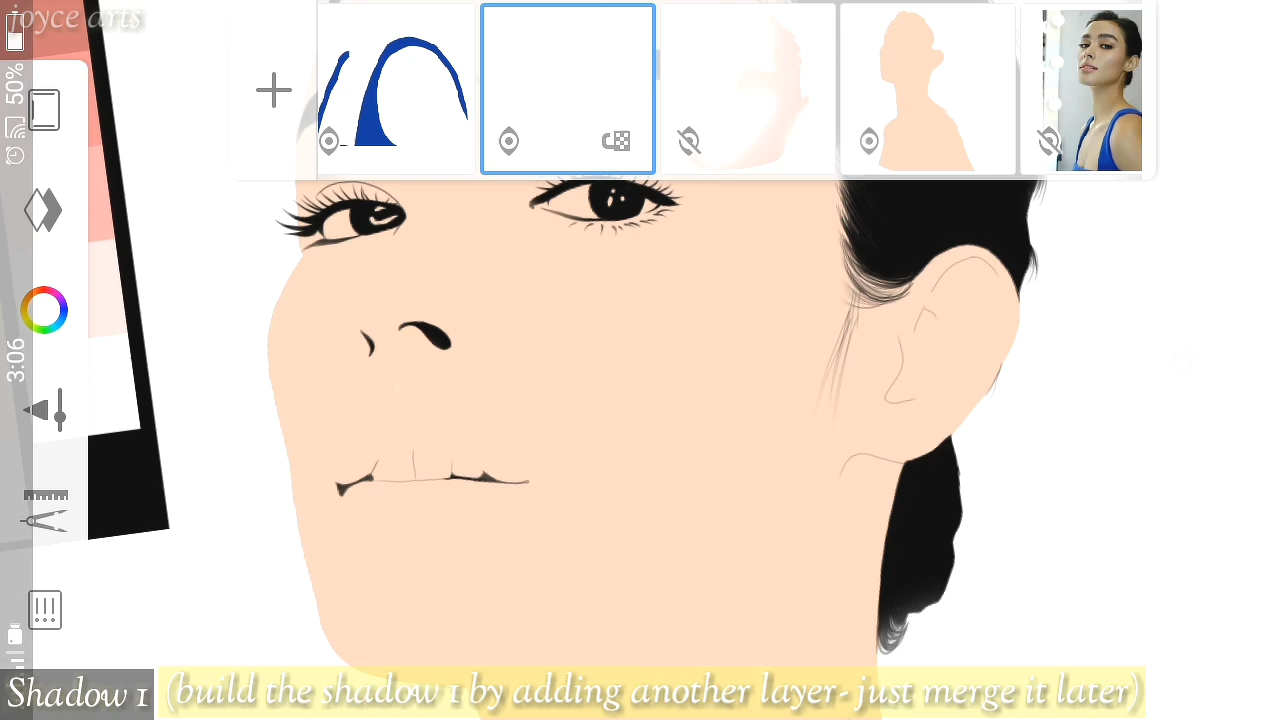 joyce arts
50%
3:06
Shadow 1 (build the shadow 1 by adding another layer- just merge it later)